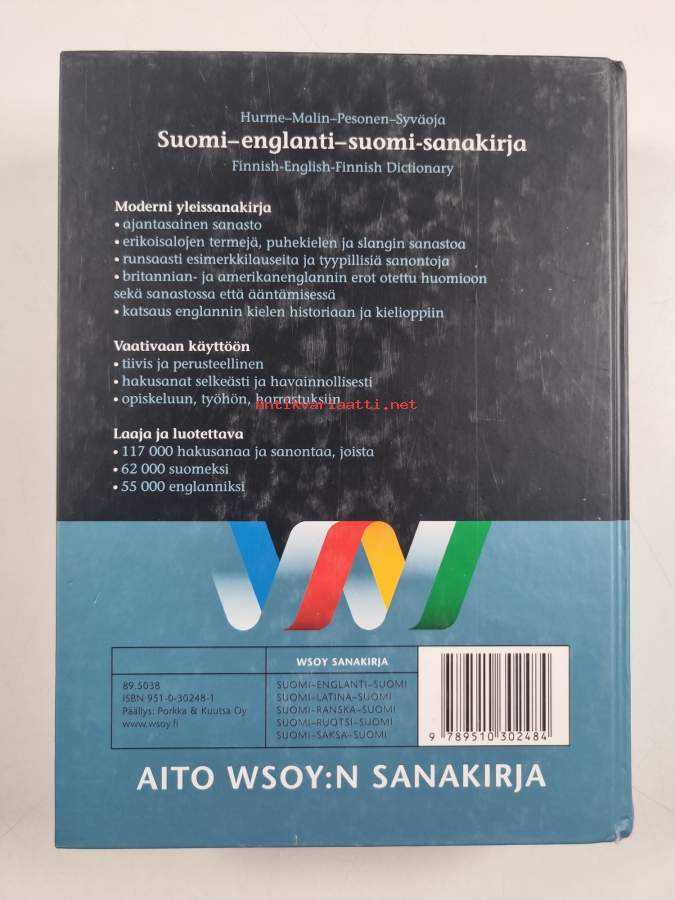 Hurme–Malin–Pesonen–Syväoja
Suomi–englanti–suomi-sanakirja
Finnish-English-Finnish Dictionary
Moderni yleissanakirja
• ajantasainen sanasto
• erikoisalojen termejä, puhekielen ja slangin sanastoa
• runsaasti esimerkkilauseita ja tyypillisiä sanontoja
• britannian- ja amerikanenglannin erot otettu huomioon
sekä sanastossa että ääntämisessä
• katsaus englannin kielen historiaan ja kielioppiin
Vaativaan käyttöön
• tiivis ja perusteellinen
• hakusanat selkeästi ja havainnollisesti
• opiskeluun, työhön, harrastuksiin
Antikvariaatti.net
Laaja ja luotettava
• 117 000 hakusanaa ja sanontaa, joista
• 62 000 suomeksi
• 55 000 englanniksi
WSOY SANAKIRJA
89.5038
ISBN 951-0-30248-1
Päällys: Porkka & Kuutsa Oy
www.wsoy.fi
SUOMI–ENGLANTI–SUOMI
SUOMI–LATINA–SUOMI
SUOMI–RANSKA–SUOMI
SUOMI–RUOTSI–SUOMI
SUOMI–SAKSA–SUOMI
9 789510 302484
AITO WSOY:N SANAKIRJA